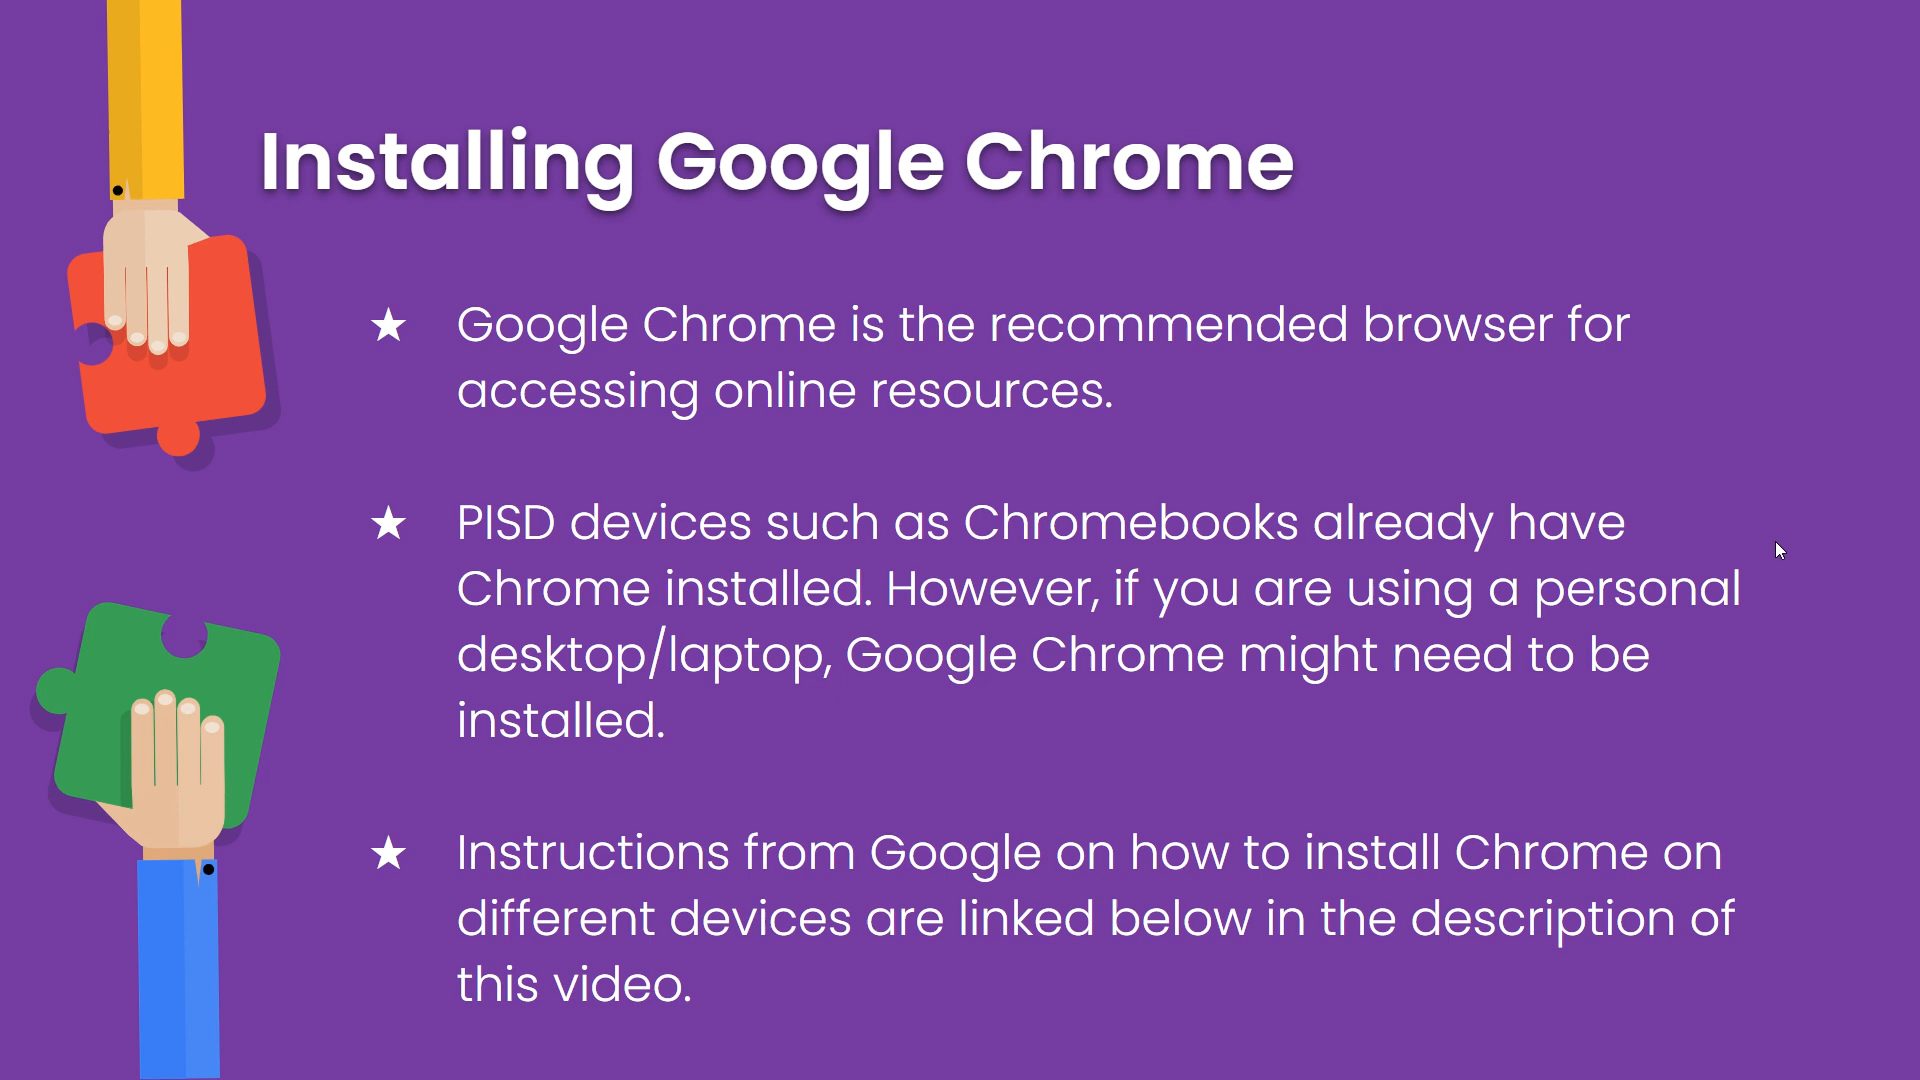 Installing Google Chrome
★ Google Chrome is the recommended browser for
accessing online resources.
★ PISD devices such as Chromebooks already have
Chrome installed. However, if you are using a personal
desktop/laptop, Google Chrome might need to be
installed.
★ Instructions from Google on how to install Chrome on
different devices are linked below in the description of
this video.